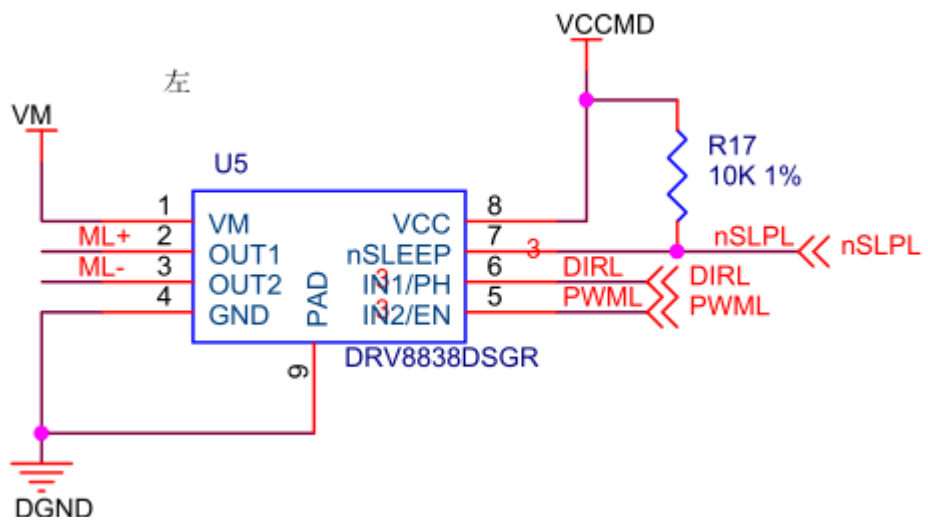 VCCMD
左
VM
U5
R17
10K 1%
1
VM
VCC
8
ML+
2
OUT1
nSLEEP
7
3
nSLPL
nSLPL
ML-
3
OUT2
3
IN1/PH
6
DIRL
DIRL
4
GND
PAD
3
IN2/EN
5
PWML
PWML
9
DRV8838DSGR
DGND